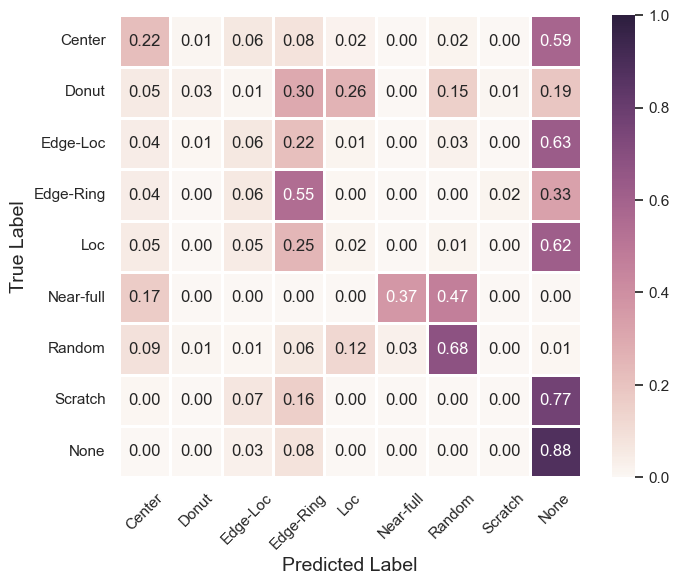 Center 0.22 0.01 0.06 0.08 0.02 0.00 0.02 0.00 0.59
Donut 0.05 0.03 0.01 0.30 0.26 0.00 0.15 0.01 0.19
Edge-Loc 0.04 0.01 0.06 0.22 0.01 0.00 0.03 0.00 0.63
Edge-Ring 0.04 0.00 0.06 0.55 0.00 0.00 0.00 0.02 0.33
Loc 0.05 0.00 0.05 0.25 0.02 0.00 0.01 0.00 0.62
Near-full 0.17 0.00 0.00 0.00 0.00 0.37 0.47 0.00 0.00
Random 0.09 0.01 0.01 0.06 0.12 0.03 0.68 0.00 0.01
Scratch 0.00 0.00 0.07 0.16 0.00 0.00 0.00 0.00 0.77
None 0.00 0.00 0.03 0.08 0.00 0.00 0.00 0.00 0.88
Center Donut Edge-Loc Edge-Ring Loc Near-full Random Scratch None
Predicted Label
True Label
1.0
0.8
0.6
0.4
0.2
0.0